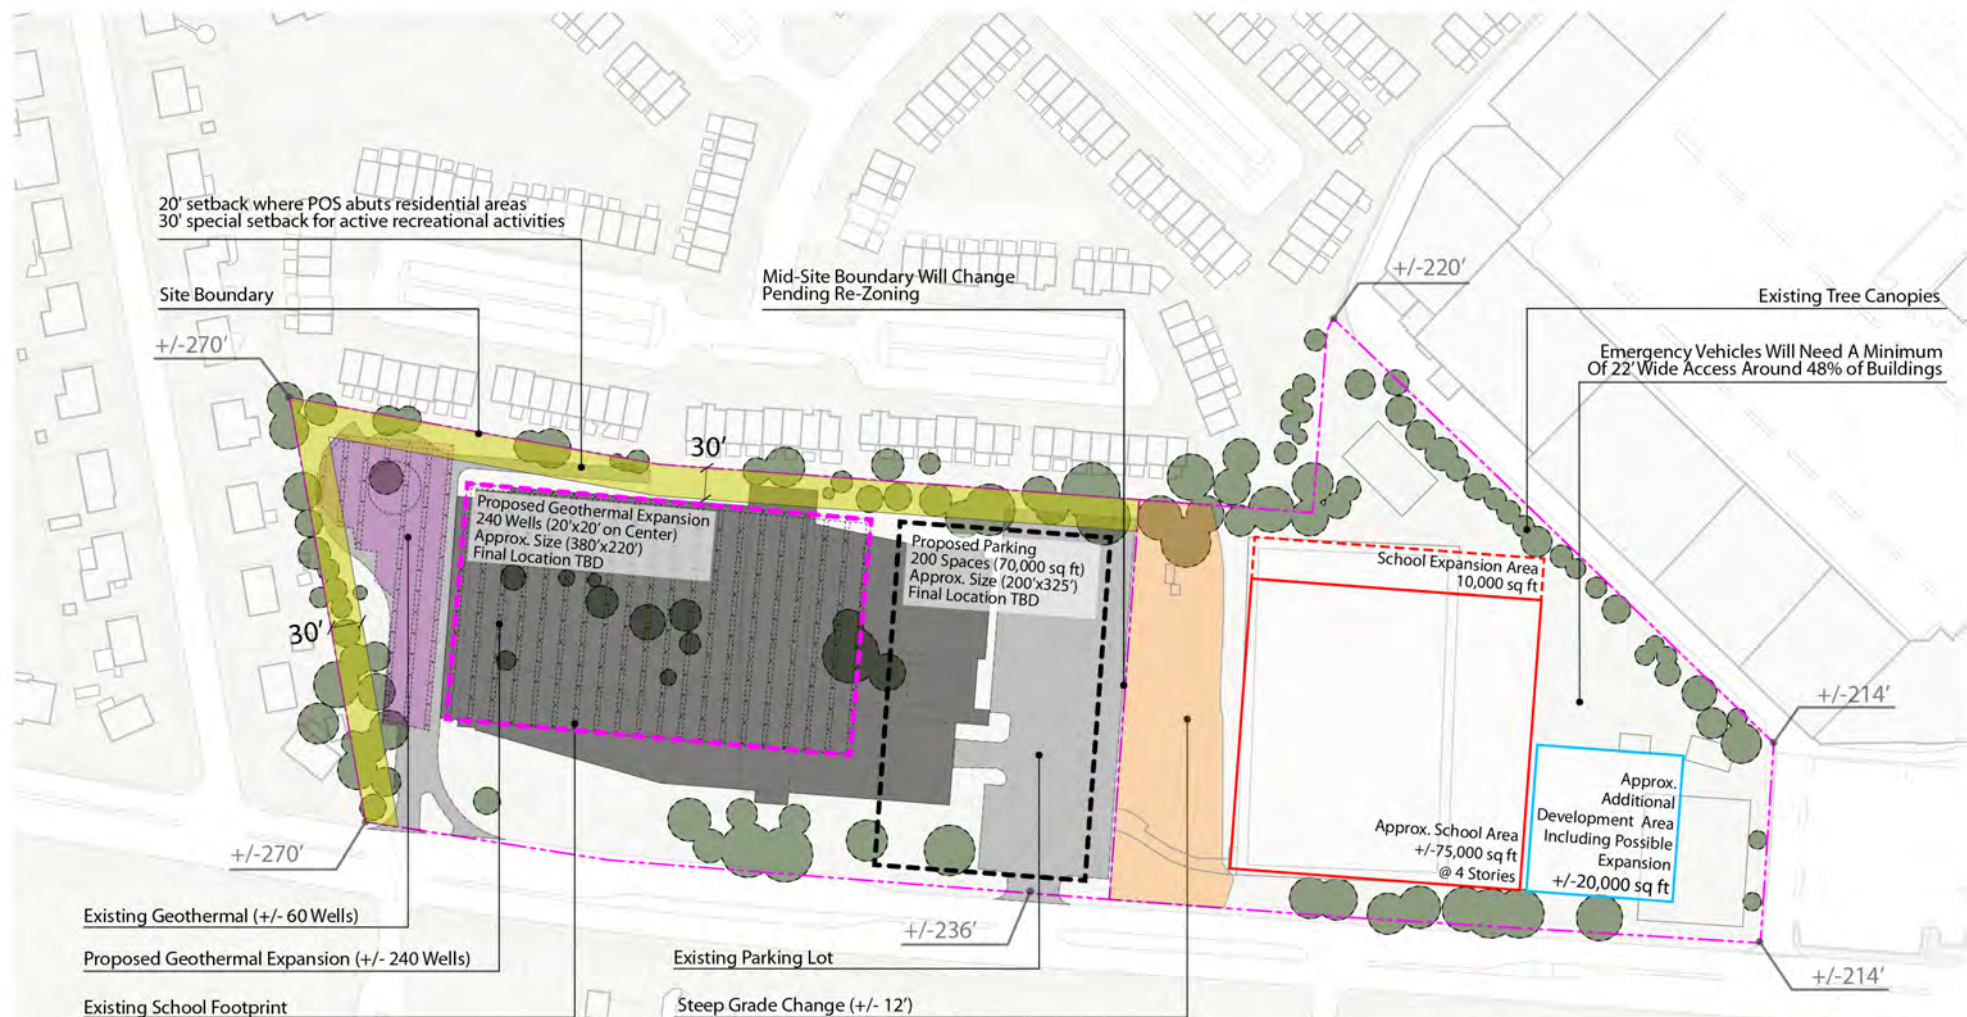 20' setback where POS abuts residential areas
30' special setback for active recreational activities
Site Boundary
+/-270'
Mid-Site Boundary Will Change
Pending Re-Zoning
+/-220'
Existing Tree Canopies
Emergency Vehicles Will Need A Minimum
Of 22' Wide Access Around 48% of Buildings
30'
Proposed Geothermal Expansion
240 Wells (20'x20' on Center)
Approx. Size (380'x220')
Final Location TBD
Proposed Parking
200 Spaces (70,000 sq ft)
Approx. Size (200'x325')
Final Location TBD
School Expansion Area
10,000 sq ft
30'
+/-214'
Approx. School Area
+/-75,000 sq ft
@ 4 Stories
Approx.
Additional
Development Area
Including Possible
Expansion
+/-20,000 sq ft
+/-270'
Existing Geothermal (+/- 60 Wells)
Proposed Geothermal Expansion (+/- 240 Wells)
Existing School Footprint
+/-236'
Existing Parking Lot
Steep Grade Change (+/- 12')
+/-214'